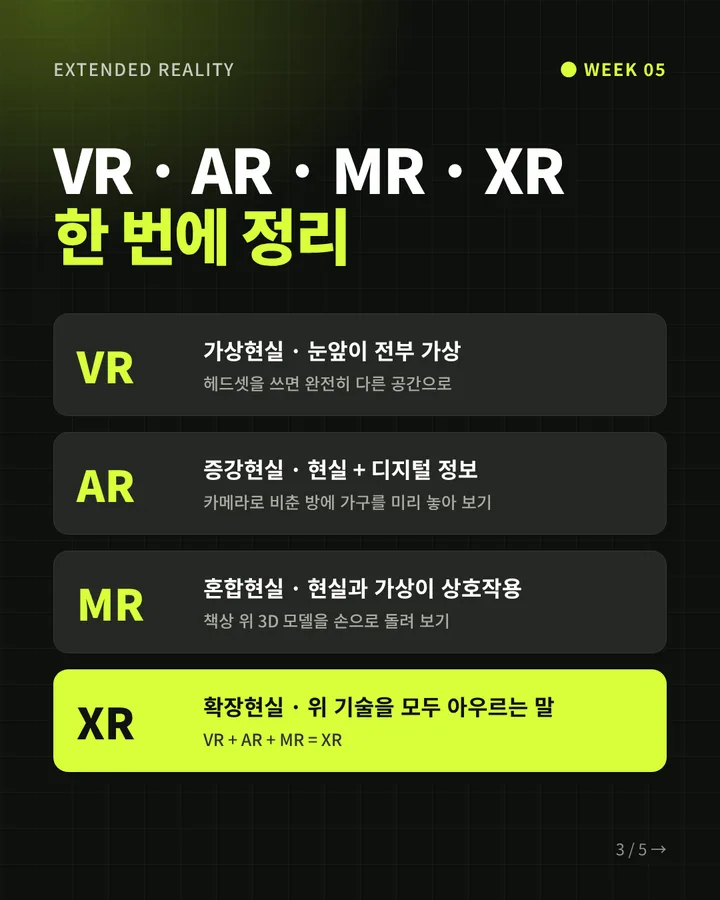 EXTENDED REALITY
WEEK 05
VR · AR · MR · XR
한 번에 정리
VR
가상현실 · 눈앞이 전부 가상
헤드셋을 쓰면 완전히 다른 공간으로
AR
증강현실 · 현실 + 디지털 정보
카메라로 비춘 방에 가구를 미리 놓아 보기
MR
혼합현실 · 현실과 가상이 상호작용
책상 위 3D 모델을 손으로 돌려 보기
XR
확장현실 · 위 기술을 모두 아우르는 말
VR + AR + MR = XR
3 / 5 →